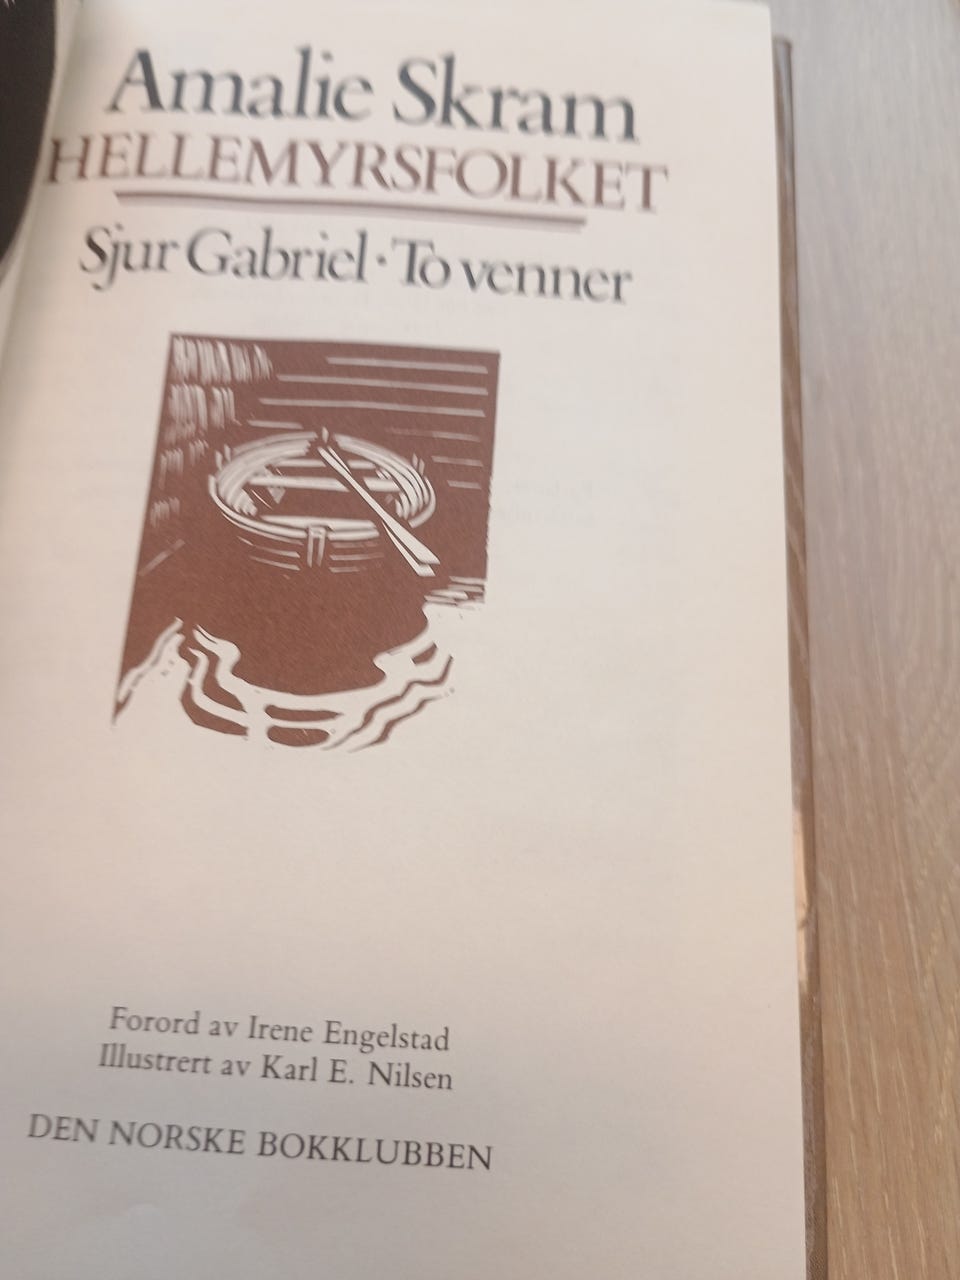 Amalie Skram
HELLEMYRSFOLKET
Sjur Gabriel · To venner
Forord av Irene Engelstad
Illustrert av Karl E. Nilsen
DEN NORSKE BOKKLUBBEN